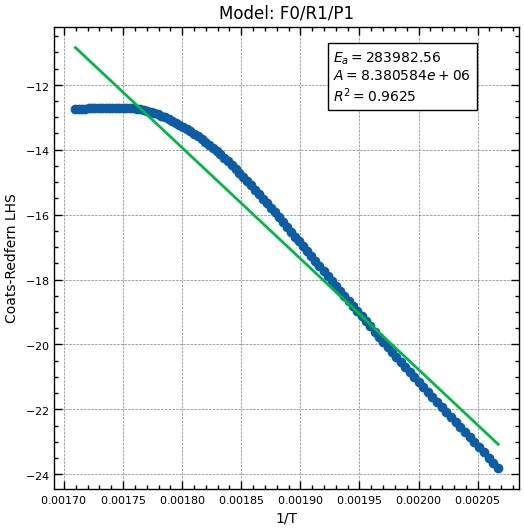 Model: F0/R1/P1
E_a = 283982.56
A = 8.380584e + 06
R² = 0.9625
Coats-Redfern LHS
−12
−14
−16
−18
−20
−22
−24
0.00170 0.00175 0.00180 0.00185 0.00190 0.00195 0.00200 0.00205
1/T